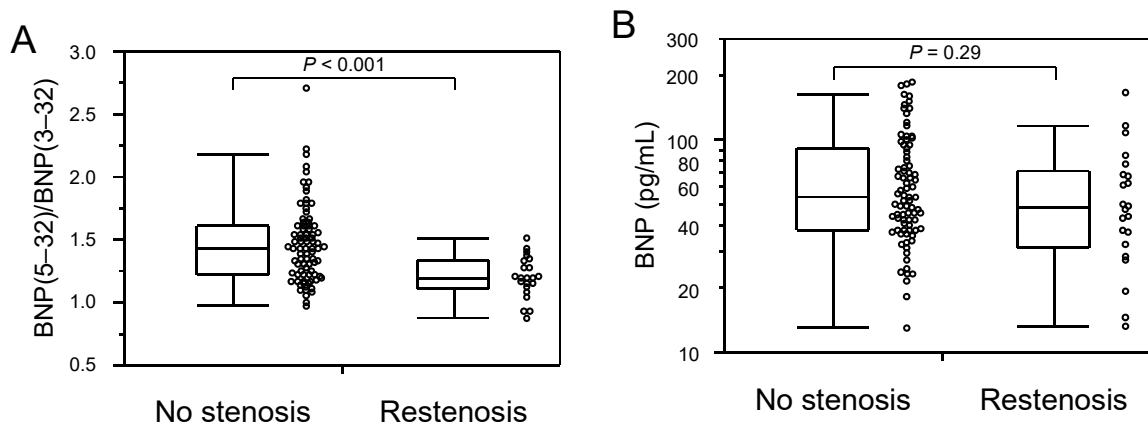 A
BNP(5–32)/BNP(3–32)
3.0
2.5
2.0
1.5
1.0
0.5
P < 0.001
No stenosis
Restenosis
B
BNP (pg/mL)
300
200
100
80
60
40
20
10
P = 0.29
No stenosis
Restenosis